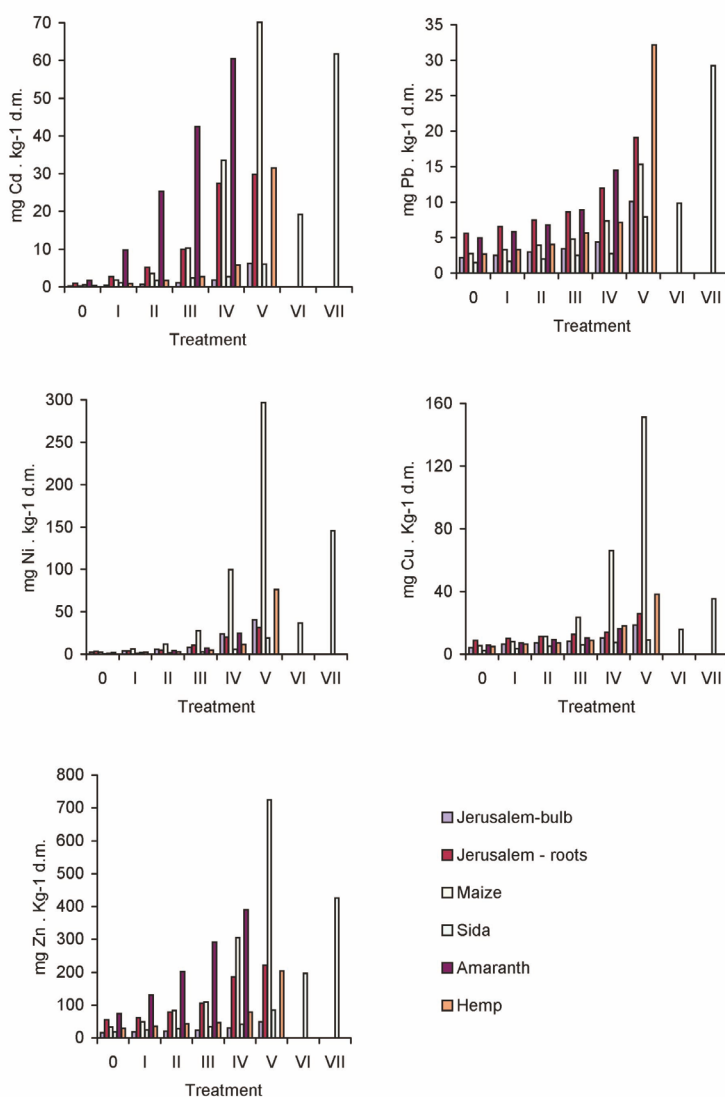 70
60
50
40
30
20
10
0
mg Cd . kg-1 d.m.
0 I II III IV V VI VII
Treatment
35
30
25
20
15
10
5
0
mg Pb . kg-1 d.m.
0 I II III IV V VI VII
Treatment
300
250
200
150
100
50
0
mg Ni . kg-1 d.m.
0 I II III IV V VI VII
Treatment
160
120
80
40
0
mg Cu . Kg-1 d.m.
0 I II III IV V VI VII
Treatment
800
700
600
500
400
300
200
100
0
mg Zn . Kg-1 d.m.
0 I II III IV V VI VII
Treatment
Jerusalem-bulb
Jerusalem - roots
Maize
Sida
Amaranth
Hemp